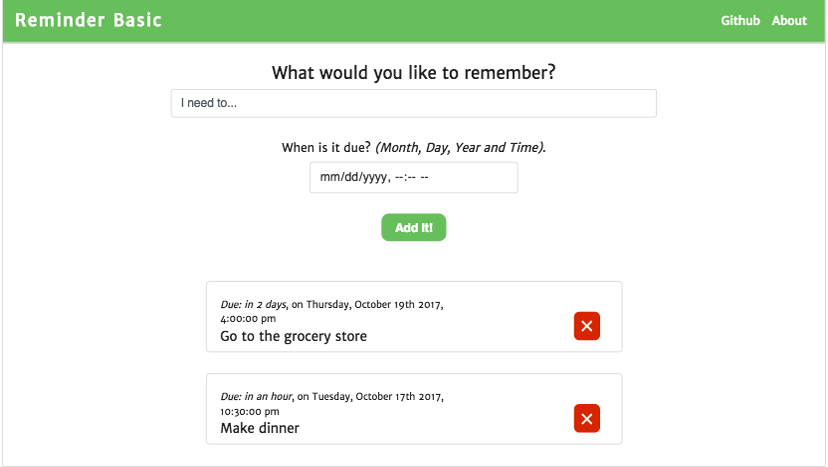 Reminder Basic
Github About
What would you like to remember?
I need to...
When is it due? (Month, Day, Year and Time).
mm/dd/yyyy, --:-- --
Add It!
Due: in 2 days, on Thursday, October 19th 2017,
4:00:00 pm
Go to the grocery store
Due: in an hour, on Tuesday, October 17th 2017,
10:30:00 pm
Make dinner